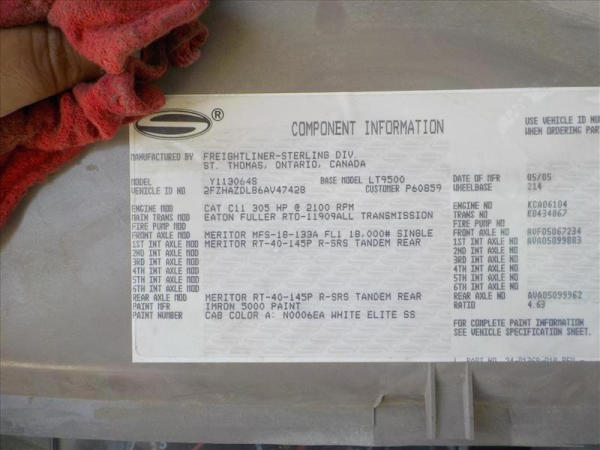 ®
COMPONENT INFORMATION
USE VEHICLE ID
WHEN ORDERING
MANUFACTURED BY FREIGHTLINER-STERLING DIV
ST. THOMAS, ONTARIO, CANADA
MODEL Y113064S BASE MODEL LT9500 DATE OF MFR 05/05
VEHICLE NO 2FZHAZDL86AV47428 CUSTOMER P60859 WHEELBASE 214
ENGINE MOD CAT C11 305 HP @ 2100 RPM ENGINE NO KCA06104
MAIN TRANS MOD EATON FULLER RTO-11909ALL TRANSMISSION TRANS NO K0434067
FIRE PUMP MOD FIRE PUMP NO
FRONT AXLE MOD MERITOR MFS-18-133A FL1 18,000# SINGLE FRONT AXLE NO AVF05067234
1ST INT AXLE MOD MERITOR RT-40-145P R-SRS TANDEM REAR 1ST INT AXLE NO AVA05099883
2ND INT AXLE MOD 2ND INT AXLE NO
3RD INT AXLE MOD 3RD INT AXLE NO
4TH INT AXLE MOD 4TH INT AXLE NO
5TH INT AXLE MOD 5TH INT AXLE NO
6TH INT AXLE MOD 6TH INT AXLE NO
REAR AXLE MOD MERITOR RT-40-145P R-SRS TANDEM REAR REAR AXLE NO AVA05099962
PAINT MFR IMRON 5000 PAINT RATIO 4.63
PAINT NUMBER CAB COLOR A: N0006EA WHITE ELITE SS
FOR COMPLETE PAINT INFORMATION
SEE VEHICLE SPECIFICATION SHEET.